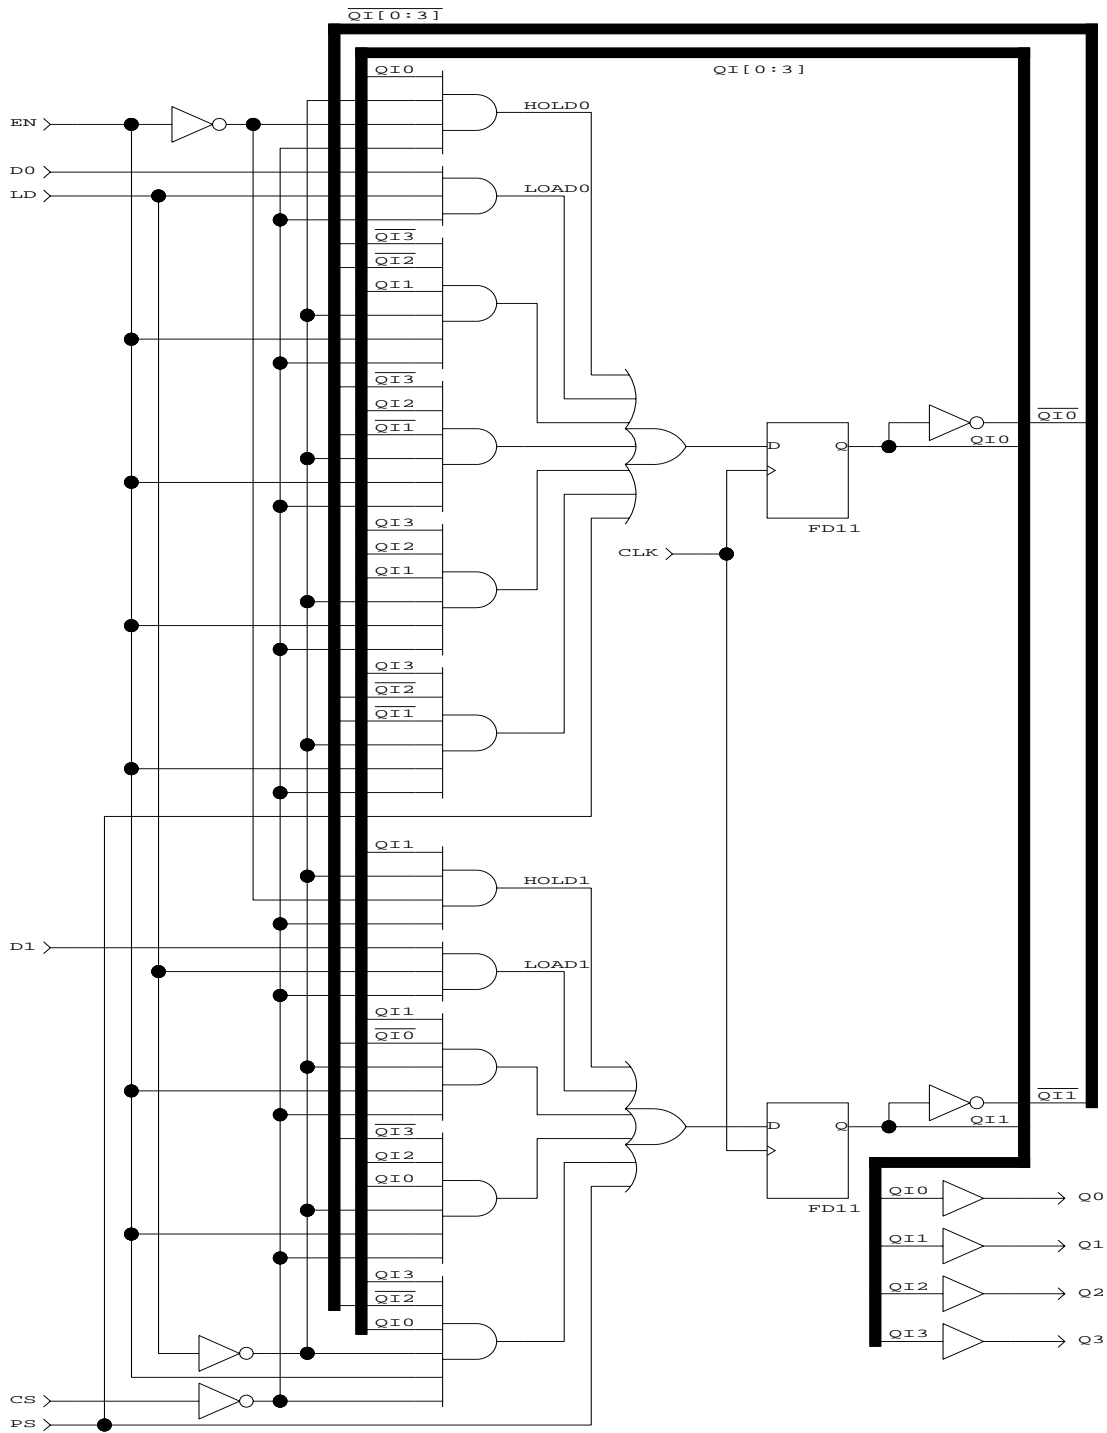 QI[0:3]
QI0
QI[0:3]
HOLD0
EN
D0
LOAD0
LD
QI3
QI2
QI1
QI3
QI2
QI1
QI0
QI0
QI3
FD11
QI2
CLK
QI1
QI3
QI2
QI1
QI1
HOLD1
D1
LOAD1
QI1
QI0
QI1
QI1
D Q
D Q
QI3
QI2
QI0
FD11
QI0 Q0
QI1 Q1
QI3
QI2 Q2
QI2
QI0
QI3 Q3
CS
PS